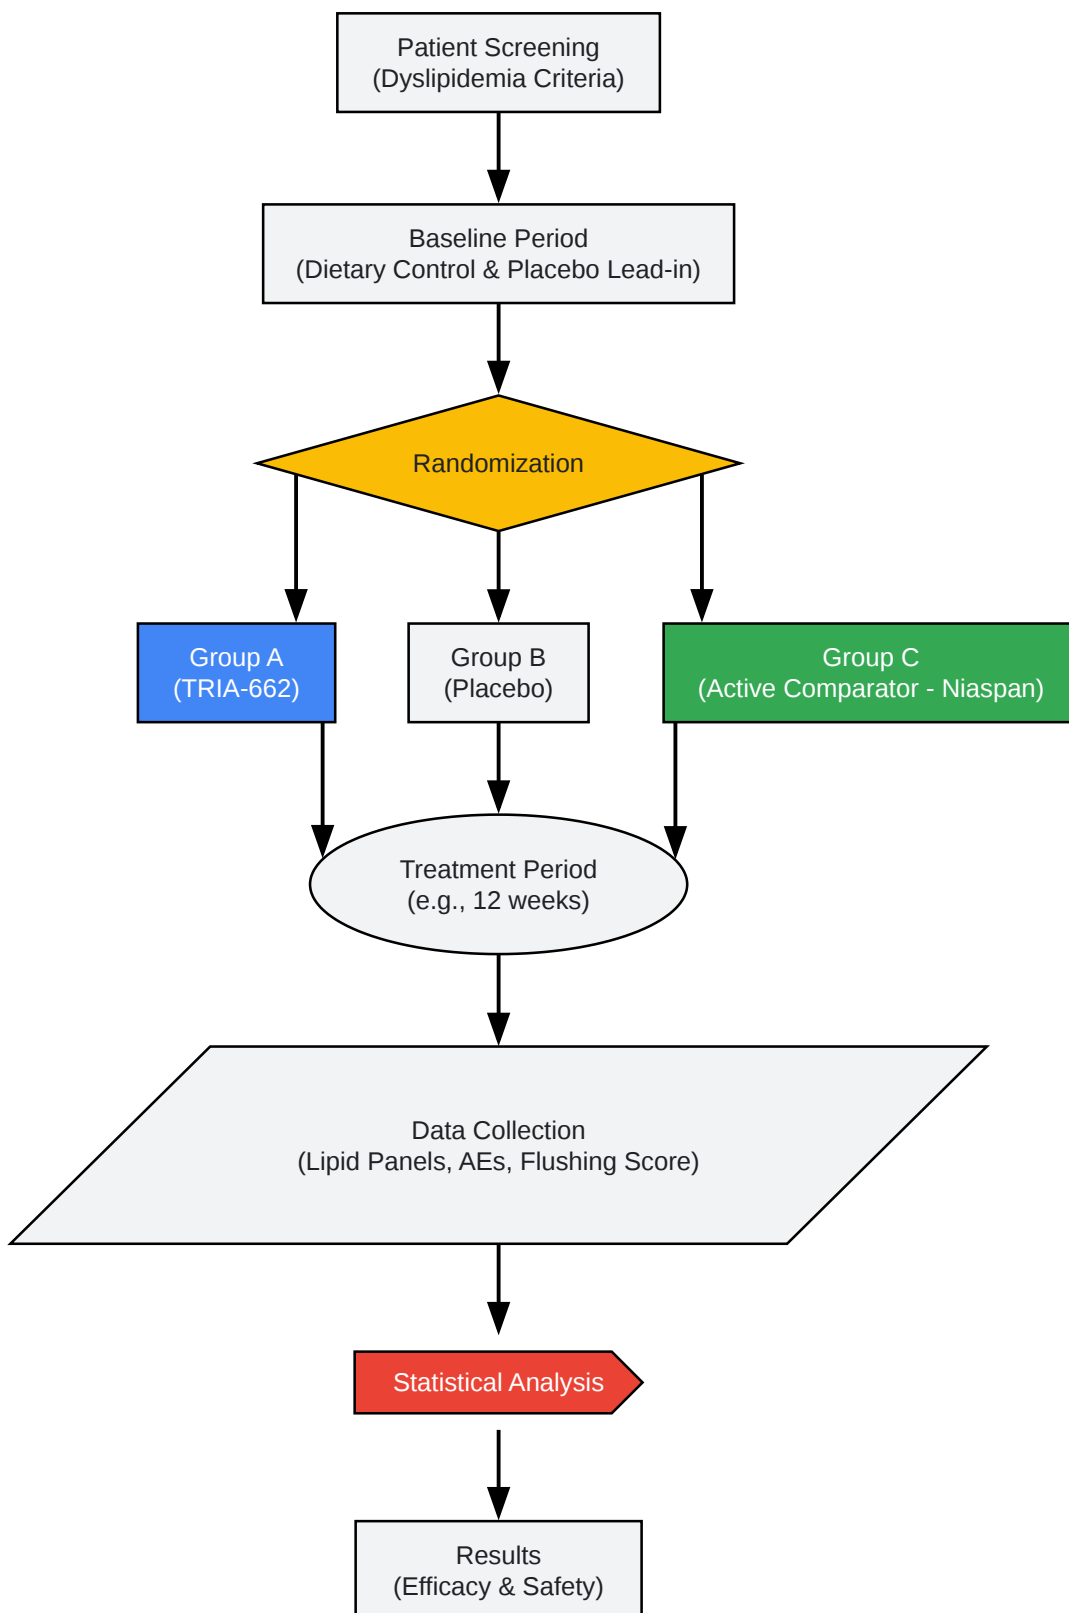 Patient Screening
(Dyslipidemia Criteria)
Baseline Period
(Dietary Control & Placebo Lead-in)
Randomization
Group A
(TRIA-662)
Group B
(Placebo)
Group C
(Active Comparator - Niaspan)
Treatment Period
(e.g., 12 weeks)
Data Collection
(Lipid Panels, AEs, Flushing Score)
Statistical Analysis
Results
(Efficacy & Safety)